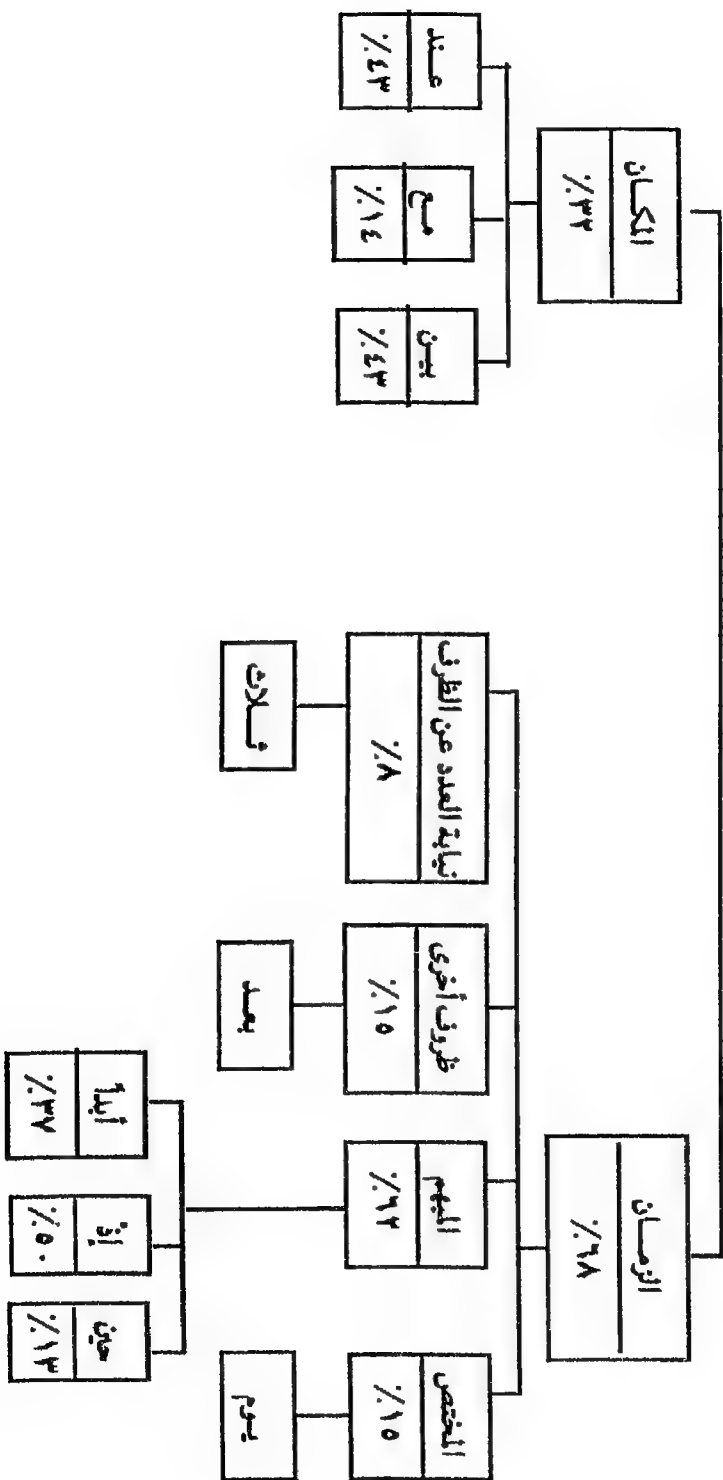 الزمان
٦٨٪
المكان
٣٢٪
المختص
١٥٪
المبهم
٦٢٪
ظروف أخرى
١٥٪
نيابة العدد عن الظرف
٨٪
بين
٤٣٪
مع
١٤٪
عند
٤٣٪
يوم
بعد
ثلاث
حين
١٣٪
إذ
٥٠٪
أبداً
٣٧٪